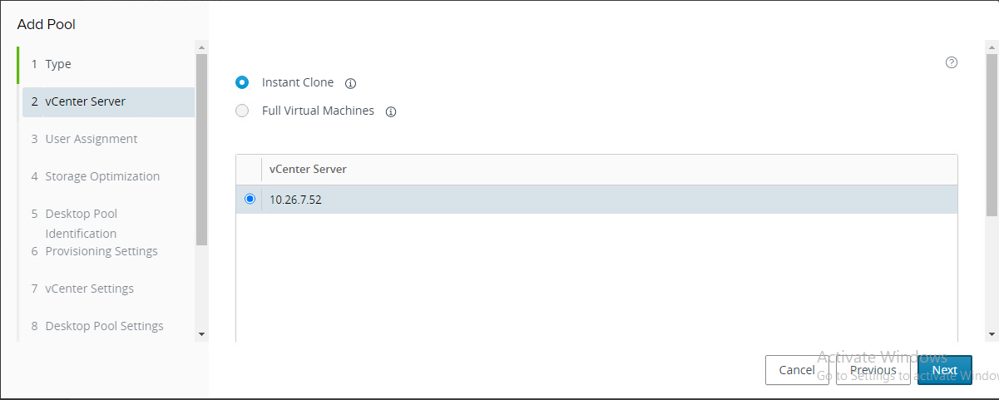 Add Pool
1 Type
2 vCenter Server
3 User Assignment
4 Storage Optimization
5 Desktop Pool
Identification
6 Provisioning Settings
7 vCenter Settings
8 Desktop Pool Settings
Instant Clone
Full Virtual Machines
vCenter Server
10.26.7.52
Activate Windows
Go to Settings to activate Window
Cancel
Previous
Next